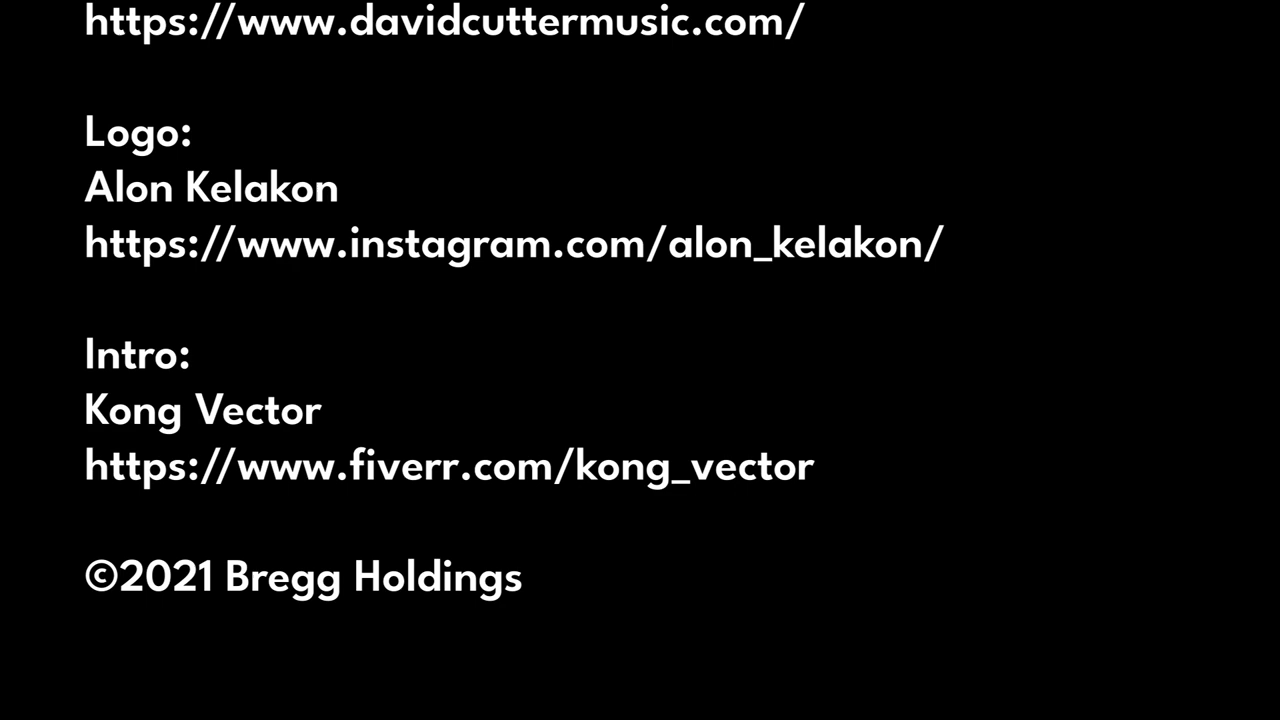 https://www.davidcuttermusic.com/
Logo:
Alon Kelakon
https://www.instagram.com/alon_kelakon/
Intro:
Kong Vector
https://www.fiverr.com/kong_vector
©2021 Bregg Holdings